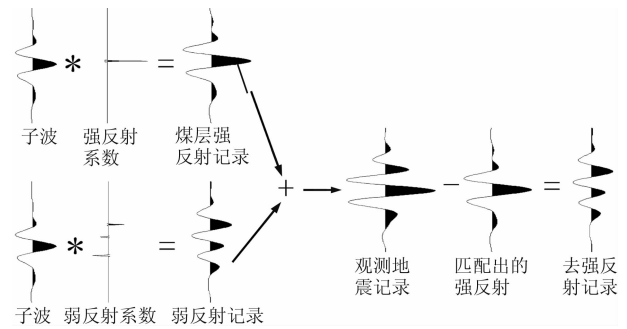 子波
强反射
系数
煤层强
反射记录
子波
弱反射系数
弱反射记录
观测地
震记录
匹配出的
强反射
去强反
射记录